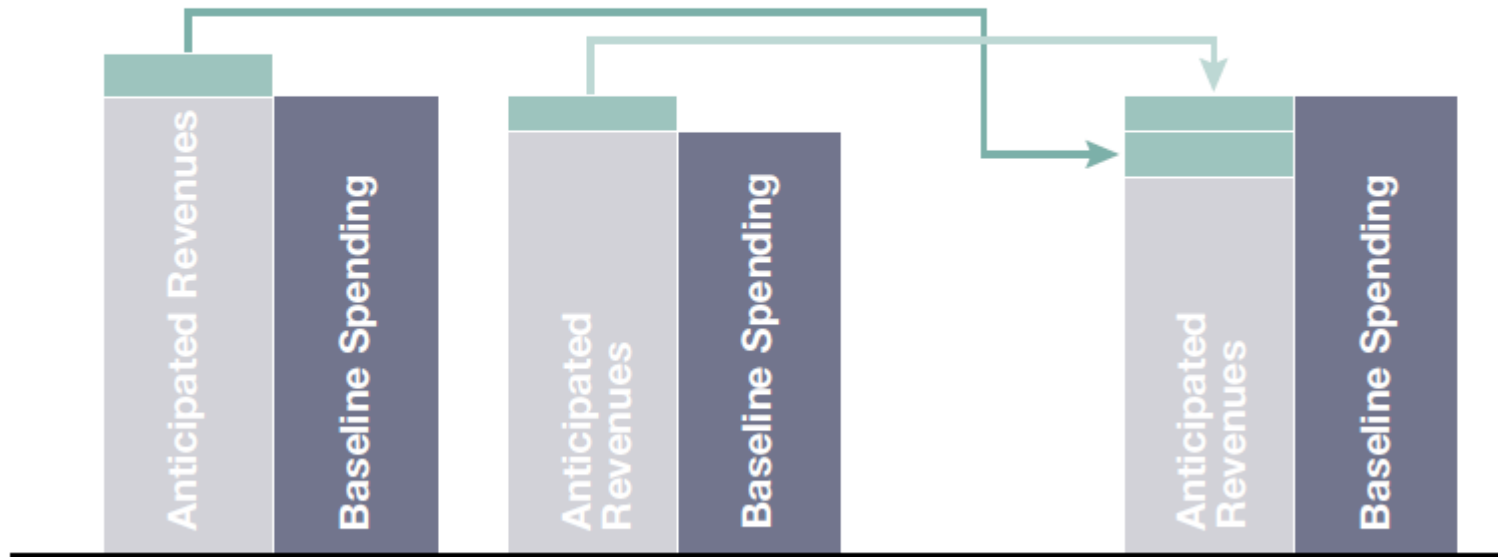 Anticipated Revenues
Baseline Spending
Anticipated
Revenues
Baseline Spending
Anticipated
Revenues
Baseline Spending